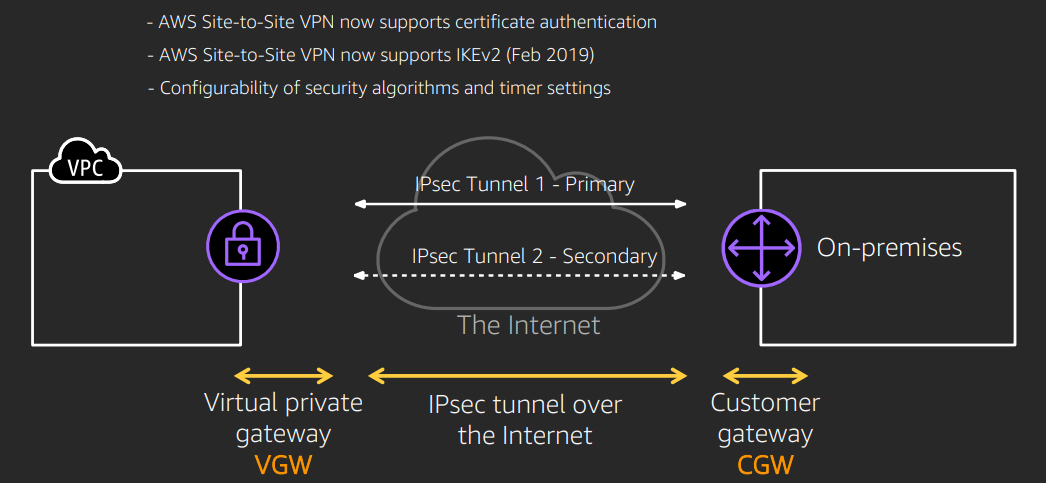 - AWS Site-to-Site VPN now supports certificate authentication
- AWS Site-to-Site VPN now supports IKEv2 (Feb 2019)
- Configurability of security algorithms and timer settings
VPC
IPsec Tunnel 1 - Primary
IPsec Tunnel 2 - Secondary
On-premises
The Internet
Virtual private
gateway
VGW
IPsec tunnel over
the Internet
Customer
gateway
CGW